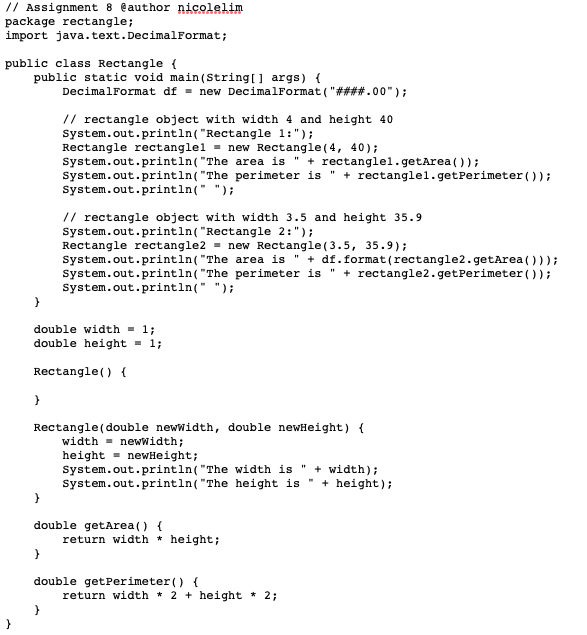 // Assignment 8 @author nicolelim
package rectangle;
import java.text.DecimalFormat;

public class Rectangle {
    public static void main(String[] args) {
        DecimalFormat df = new DecimalFormat("####.00");

        // rectangle object with width 4 and height 40
        System.out.println("Rectangle 1:");
        Rectangle rectangle1 = new Rectangle(4, 40);
        System.out.println("The area is " + rectangle1.getArea());
        System.out.println("The perimeter is " + rectangle1.getPerimeter());
        System.out.println(" ");

        // rectangle object with width 3.5 and height 35.9
        System.out.println("Rectangle 2:");
        Rectangle rectangle2 = new Rectangle(3.5, 35.9);
        System.out.println("The area is " + df.format(rectangle2.getArea()));
        System.out.println("The perimeter is " + rectangle2.getPerimeter());
        System.out.println(" ");
    }

    double width = 1;
    double height = 1;

    Rectangle() {

    }

    Rectangle(double newWidth, double newHeight) {
        width = newWidth;
        height = newHeight;
        System.out.println("The width is " + width);
        System.out.println("The height is " + height);
    }

    double getArea() {
        return width * height;
    }

    double getPerimeter() {
        return width * 2 + height * 2;
    }
}